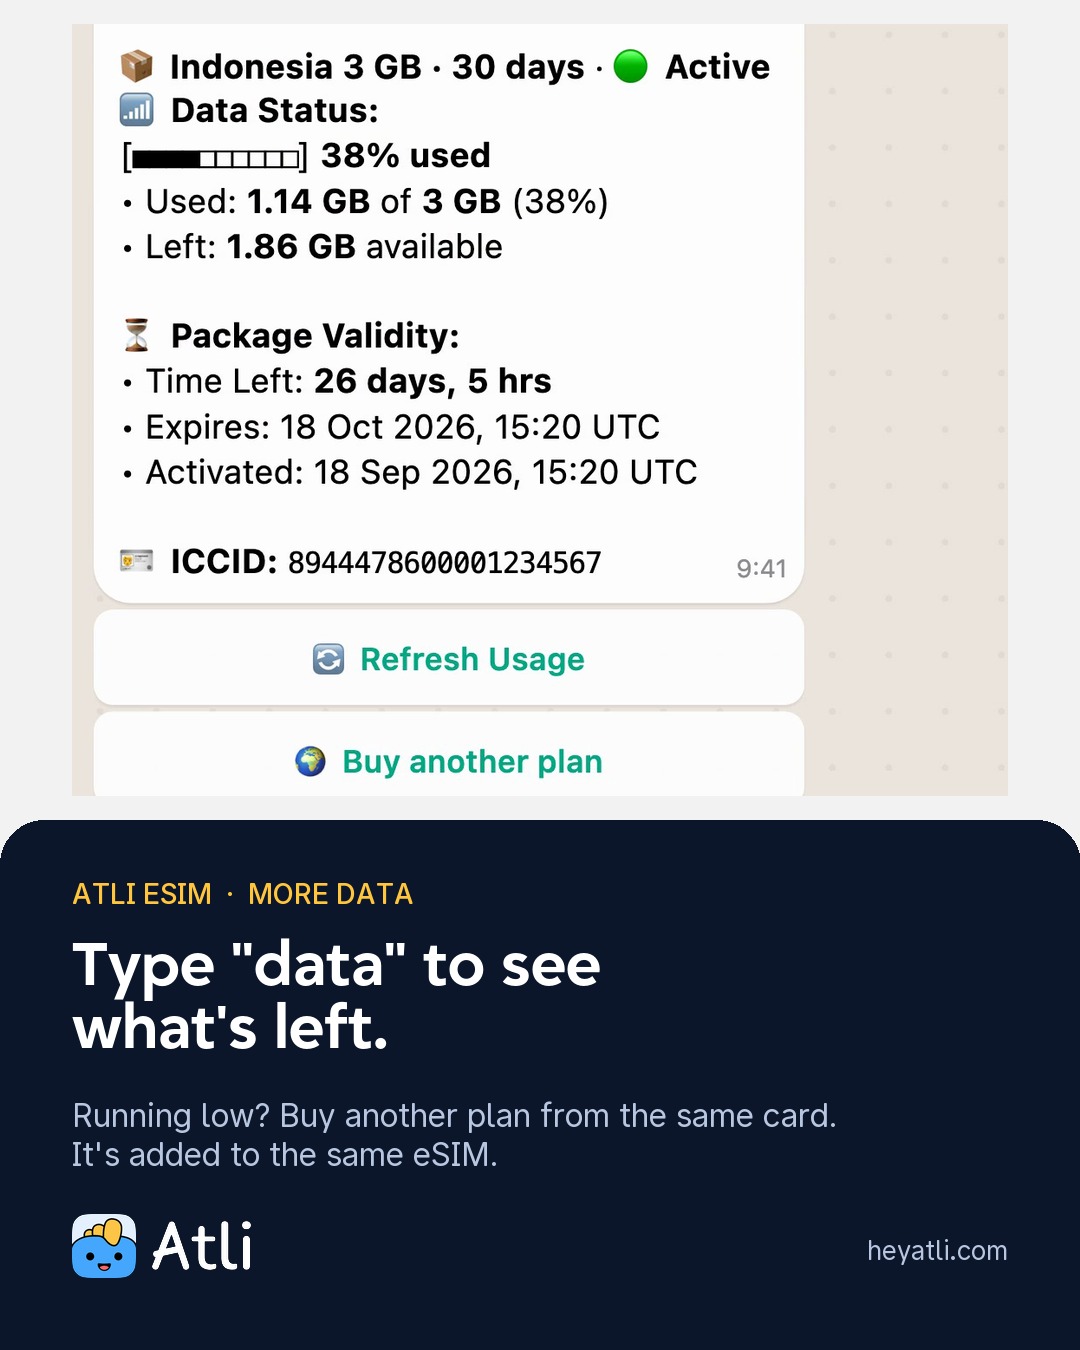 📦 Indonesia 3 GB · 30 days · 🟢 Active
📶 Data Status:
[■■■■□□□□□□] 38% used
• Used: 1.14 GB of 3 GB (38%)
• Left: 1.86 GB available
⏳ Package Validity:
• Time Left: 26 days, 5 hrs
• Expires: 18 Oct 2026, 15:20 UTC
• Activated: 18 Sep 2026, 15:20 UTC
🪪 ICCID: 8944478600001234567
9:41
🔄 Refresh Usage
🌍 Buy another plan
ATLI ESIM · MORE DATA
Type "data" to see
what's left.
Running low? Buy another plan from the same card.
It's added to the same eSIM.
Atli
heyatli.com